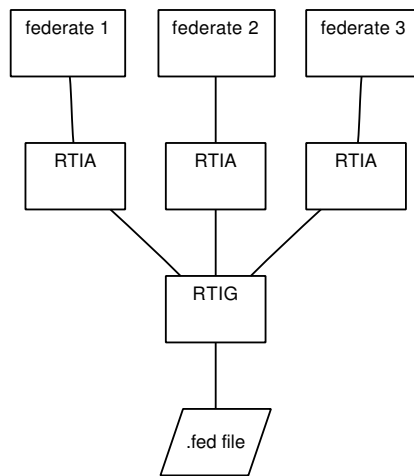 federate 1
federate 2
federate 3
RTIA
RTIA
RTIA
RTIG
.fed file